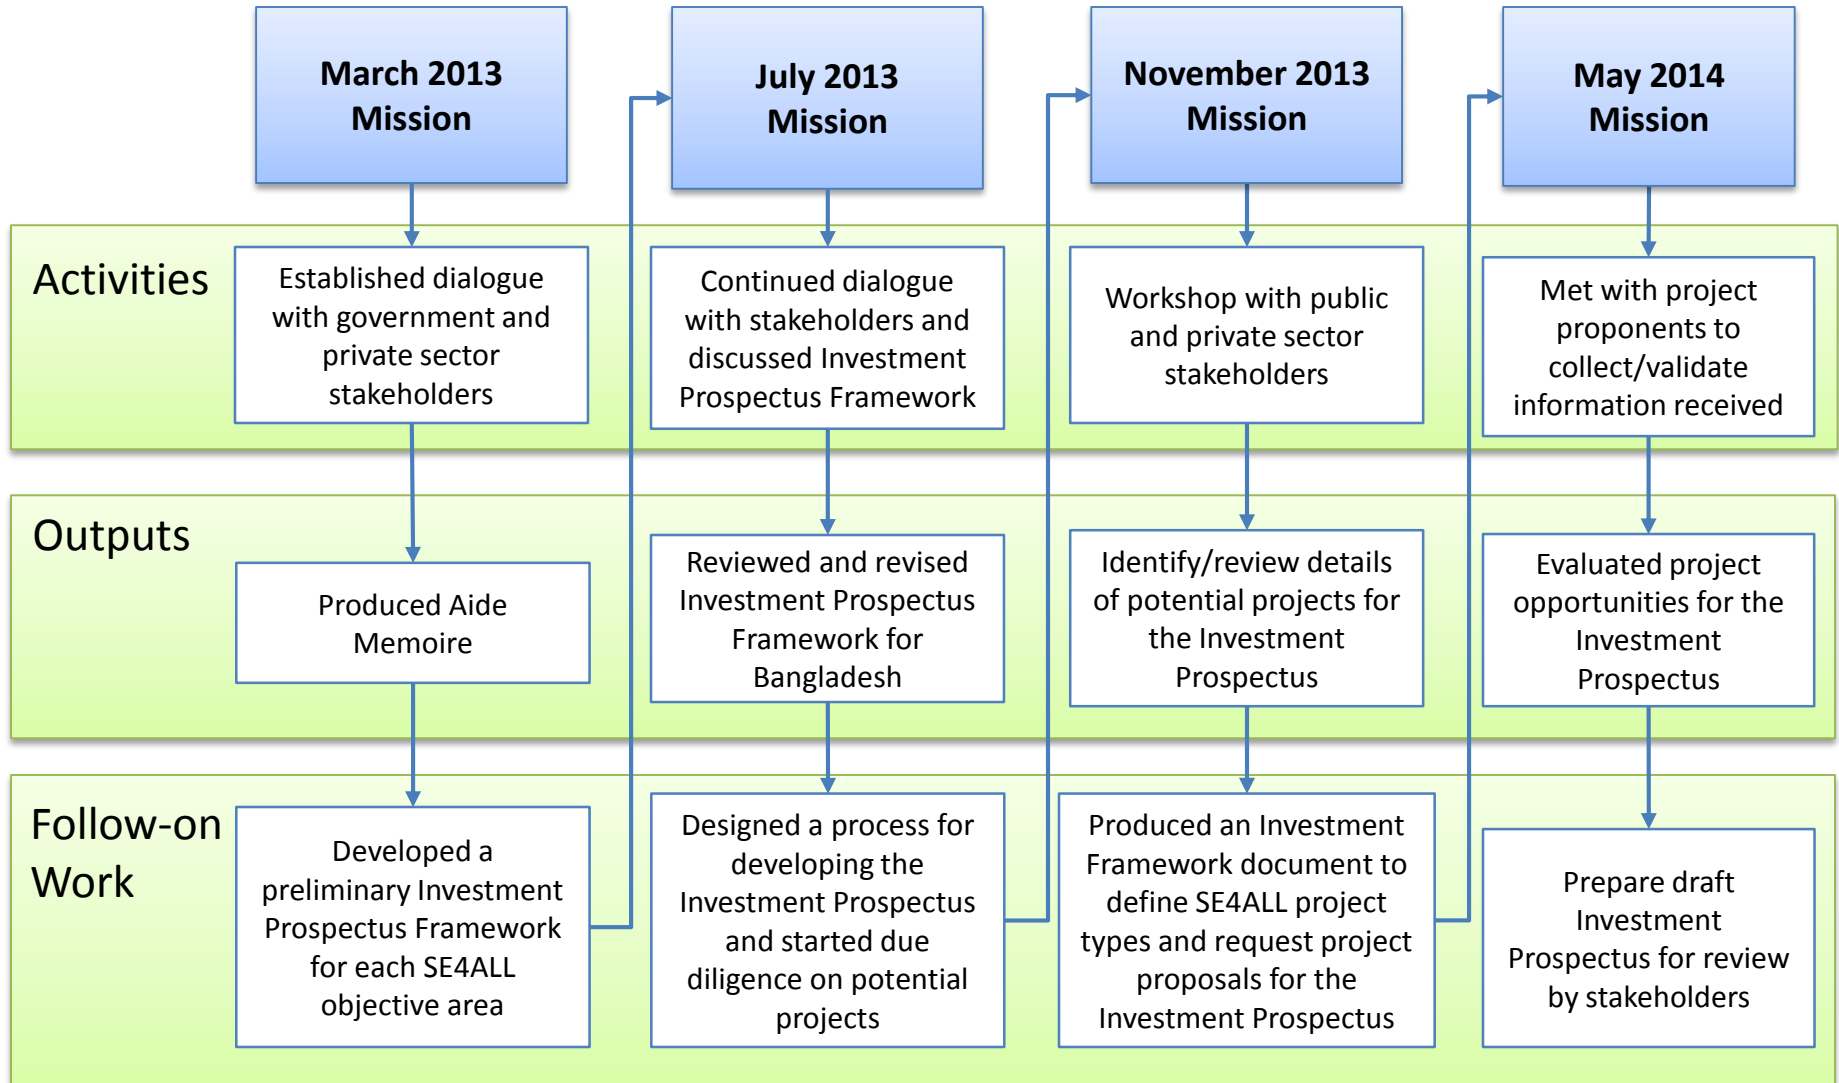 March 2013
Mission
July 2013
Mission
November 2013
Mission
May 2014
Mission
Activities
Established dialogue
with government and
private sector
stakeholders
Continued dialogue
with stakeholders and
discussed Investment
Prospectus Framework
Workshop with public
and private sector
stakeholders
Met with project
proponents to
collect/validate
information received
Outputs
Produced Aide
Memoire
Reviewed and revised
Investment Prospectus
Framework for
Bangladesh
Identify/review details
of potential projects for
the Investment
Prospectus
Evaluated project
opportunities for the
Investment
Prospectus
Follow-on
Work
Developed a
preliminary Investment
Prospectus Framework
for each SE4ALL
objective area
Designed a process for
developing the
Investment Prospectus
and started due
diligence on potential
projects
Produced an Investment
Framework document to
define SE4ALL project
types and request project
proposals for the
Investment Prospectus
Prepare draft
Investment
Prospectus for review
by stakeholders